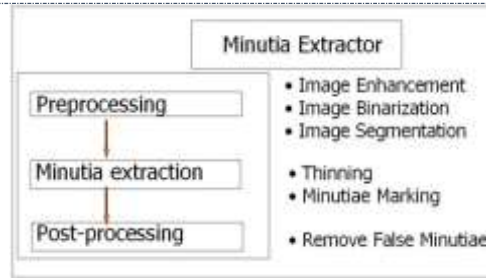 Minutia Extractor
Preprocessing
• Image Enhancement
• Image Binarization
• Image Segmentation
Minutia extraction
• Thinning
• Minutiae Marking
Post-processing
• Remove False Minutiae